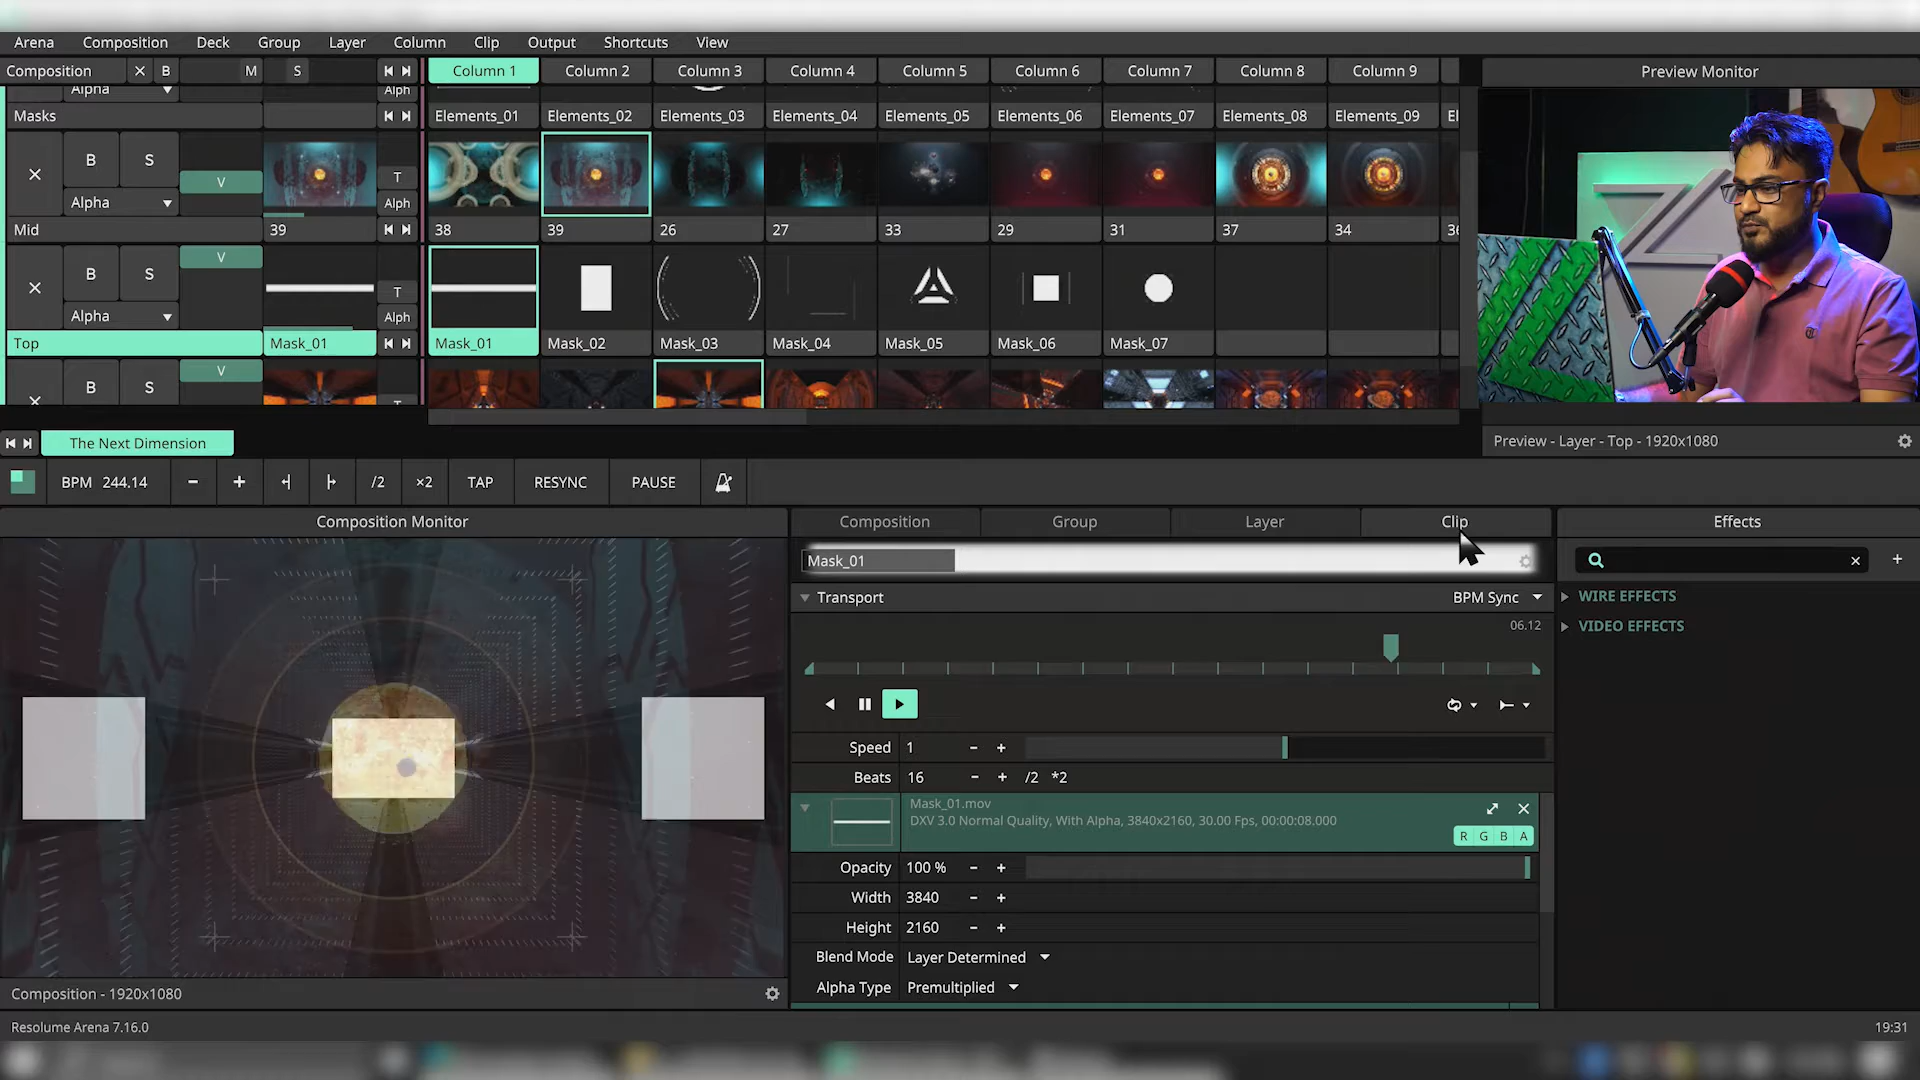 Arena Composition Deck Group Layer Column Clip Output Shortcuts View
Composition B M S Column 1 Column 2 Column 3 Column 4 Column 5 Column 6 Column 7 Column 8 Column 9 Preview Monitor
Alpha Alph
Masks Elements_01 Elements_02 Elements_03 Elements_04 Elements_05 Elements_06 Elements_07 Elements_08 Elements_09 El
B S V T
Alpha Alph
Mid 39 38 39 26 27 33 29 31 37 34 36
V
B S T
Alpha Alph
Top Mask_01 Mask_01 Mask_02 Mask_03 Mask_04 Mask_05 Mask_06 Mask_07
V
B S
The Next Dimension Preview - Layer - Top - 1920x1080
BPM 244.14 - + /2 ×2 TAP RESYNC PAUSE
Composition Monitor Composition Group Layer Clip Effects
Mask_01
Transport BPM Sync WIRE EFFECTS
06.12 VIDEO EFFECTS
Speed 1 - +
Beats 16 - + /2 *2
Mask_01.mov
DXV 3.0 Normal Quality, With Alpha, 3840x2160, 30.00 Fps, 00:00:08.000
R G B A
Opacity 100 % - +
Width 3840 - +
Height 2160 - +
Blend Mode Layer Determined
Alpha Type Premultiplied
Composition - 1920x1080
Resolume Arena 7.16.0 19:31